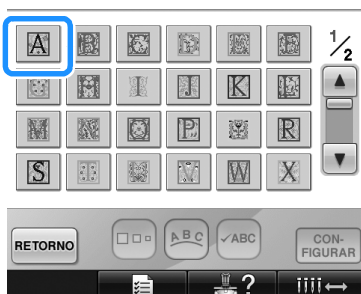 A B C D E F 1/2
G H I J K L
M N O P Q R
S T U V W X
RETORNO ABC ✓ABC CON-
FIGURAR
?